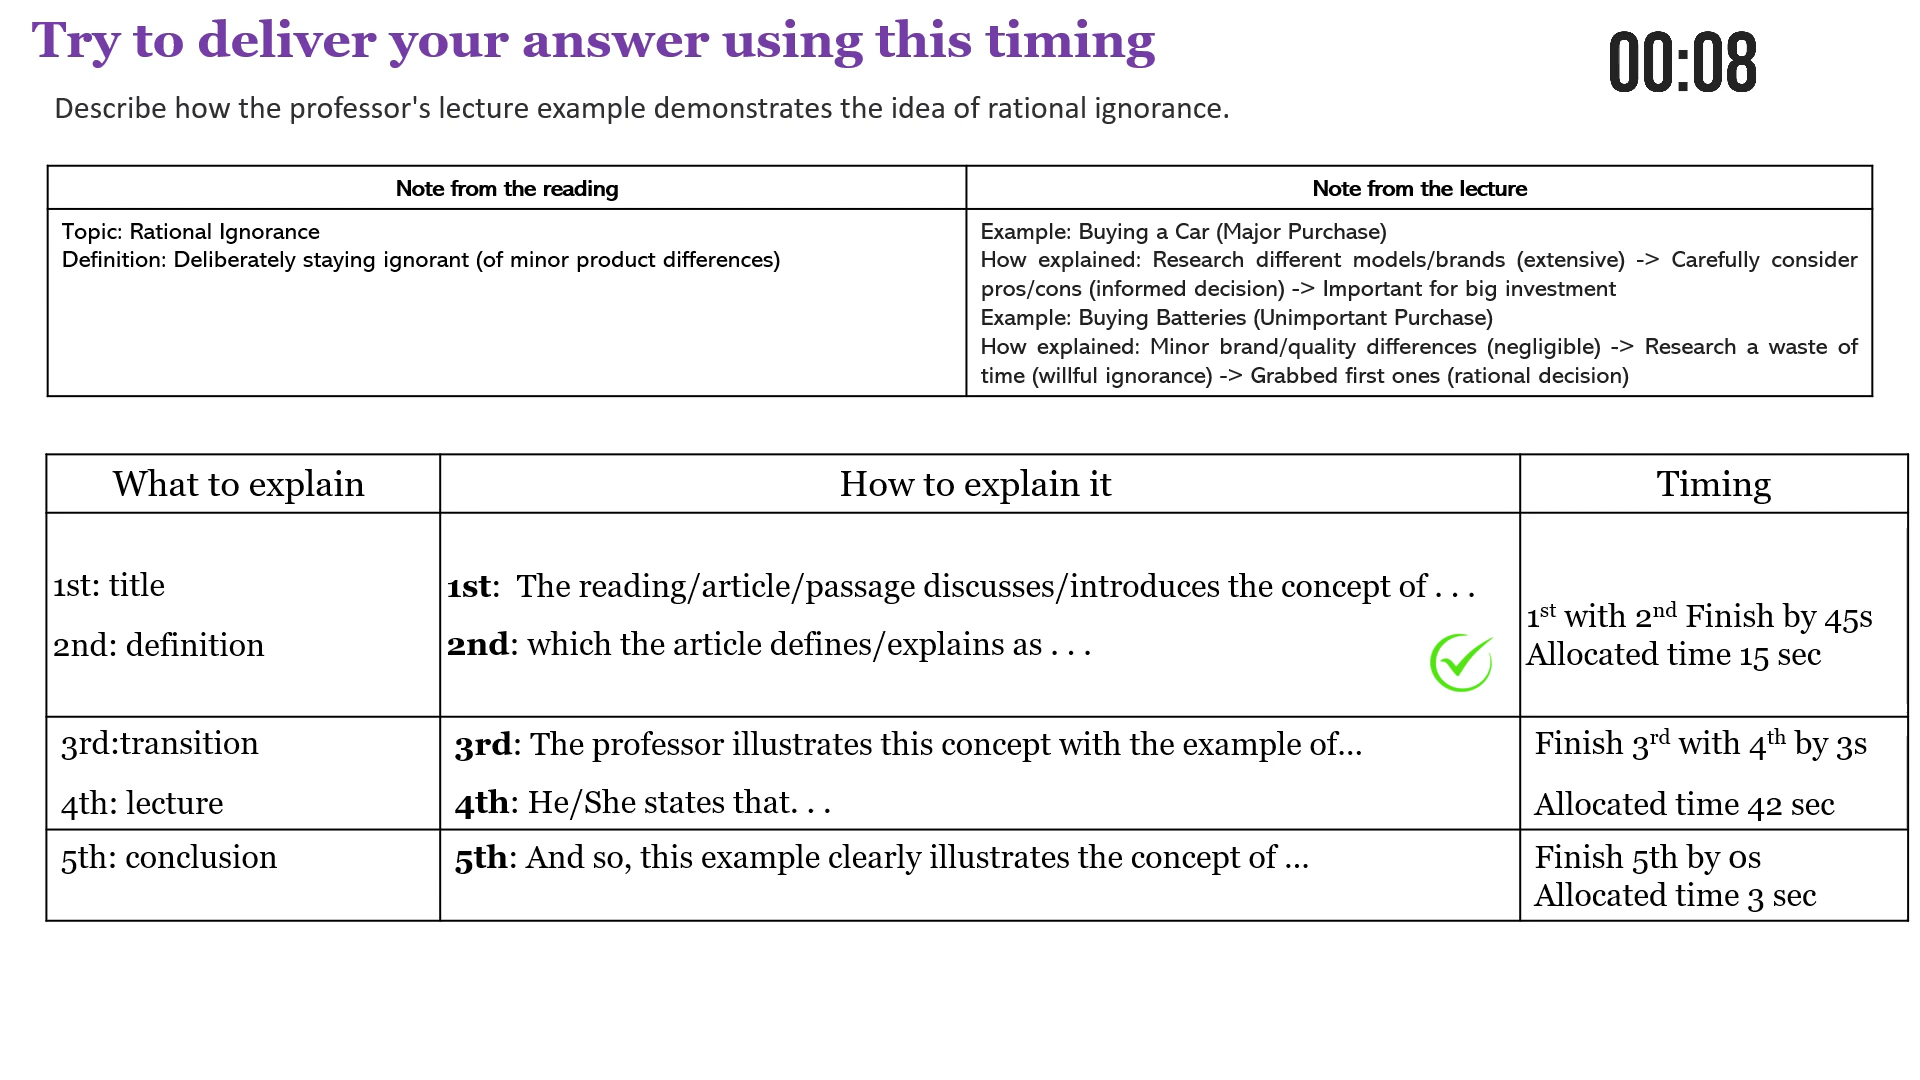 Try to deliver your answer using this timing
00:08
Describe how the professor's lecture example demonstrates the idea of rational ignorance.
Note from the reading
Note from the lecture
Topic: Rational Ignorance
Definition: Deliberately staying ignorant (of minor product differences)
Example: Buying a Car (Major Purchase)
How explained: Research different models/brands (extensive) -> Carefully consider
pros/cons (informed decision) -> Important for big investment
Example: Buying Batteries (Unimportant Purchase)
How explained: Minor brand/quality differences (negligible) -> Research a waste of
time (willful ignorance) -> Grabbed first ones (rational decision)
What to explain
How to explain it
Timing
1st: title
2nd: definition
1st:  The reading/article/passage discusses/introduces the concept of . . .
2nd: which the article defines/explains as . . .
1st with 2nd Finish by 45s
Allocated time 15 sec
3rd:transition
4th: lecture
3rd: The professor illustrates this concept with the example of...
4th: He/She states that. . .
Finish 3rd with 4th by 3s
Allocated time 42 sec
5th: conclusion
5th: And so, this example clearly illustrates the concept of ...
Finish 5th by 0s
Allocated time 3 sec